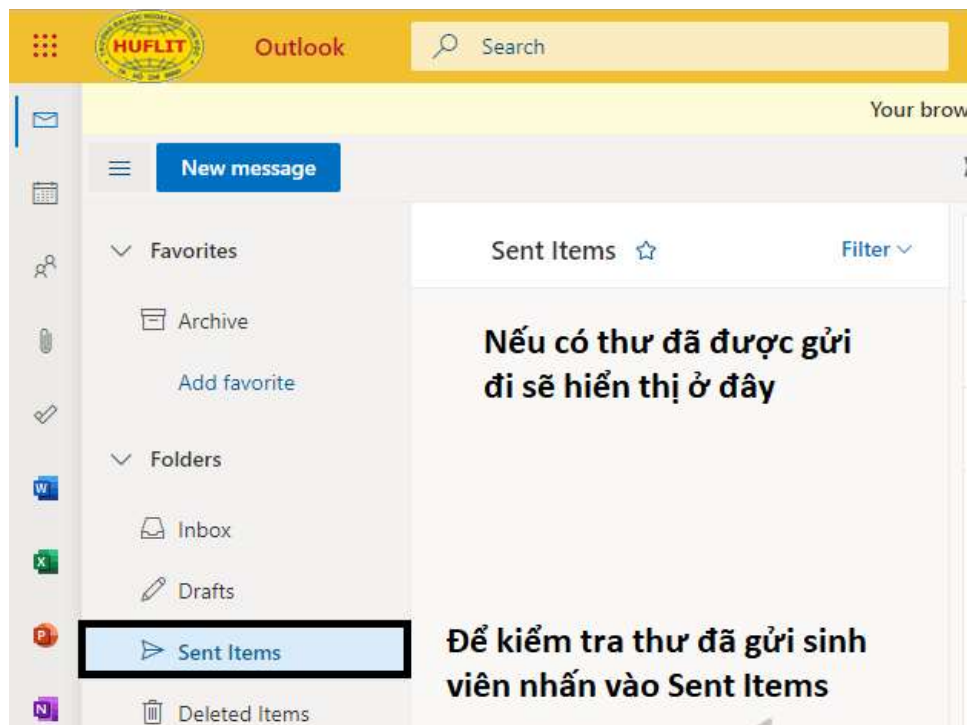 HUFLIT
Outlook
Search
Your brow
New message
Favorites
Sent Items
Filter
Archive
Nếu có thư đã được gửi
đi sẽ hiển thị ở đây
Add favorite
Folders
Inbox
Drafts
Sent Items
Để kiểm tra thư đã gửi sinh
viên nhấn vào Sent Items
Deleted Items